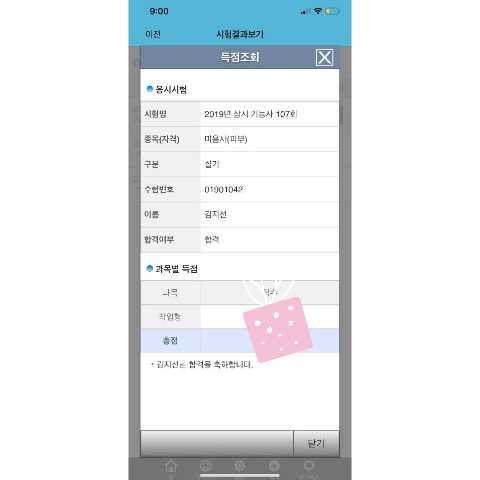 9:00
이전 시험결과보기
득점조회
응시시험
시험명 2019년 상시 기능사 107회
종목(자격) 미용사(피부)
구분 실기
수험번호 01901042
이름 김지선
합격여부 합격
과목별 득점
과목
작업형
총점
* 김지선님 합격을 축하합니다.
닫기